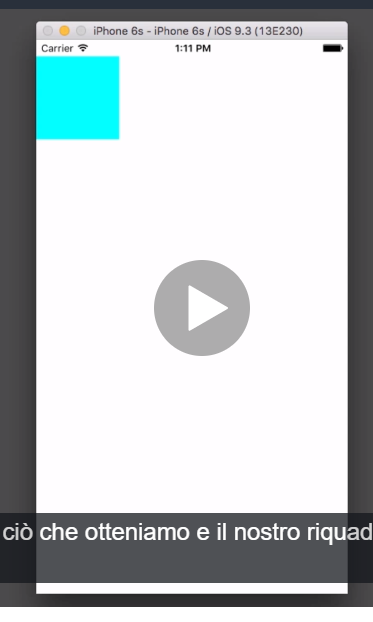 iPhone 6s - iPhone 6s / iOS 9.3 (13E230)
Carrier 1:11 PM
ciò che otteniamo e il nostro riquad